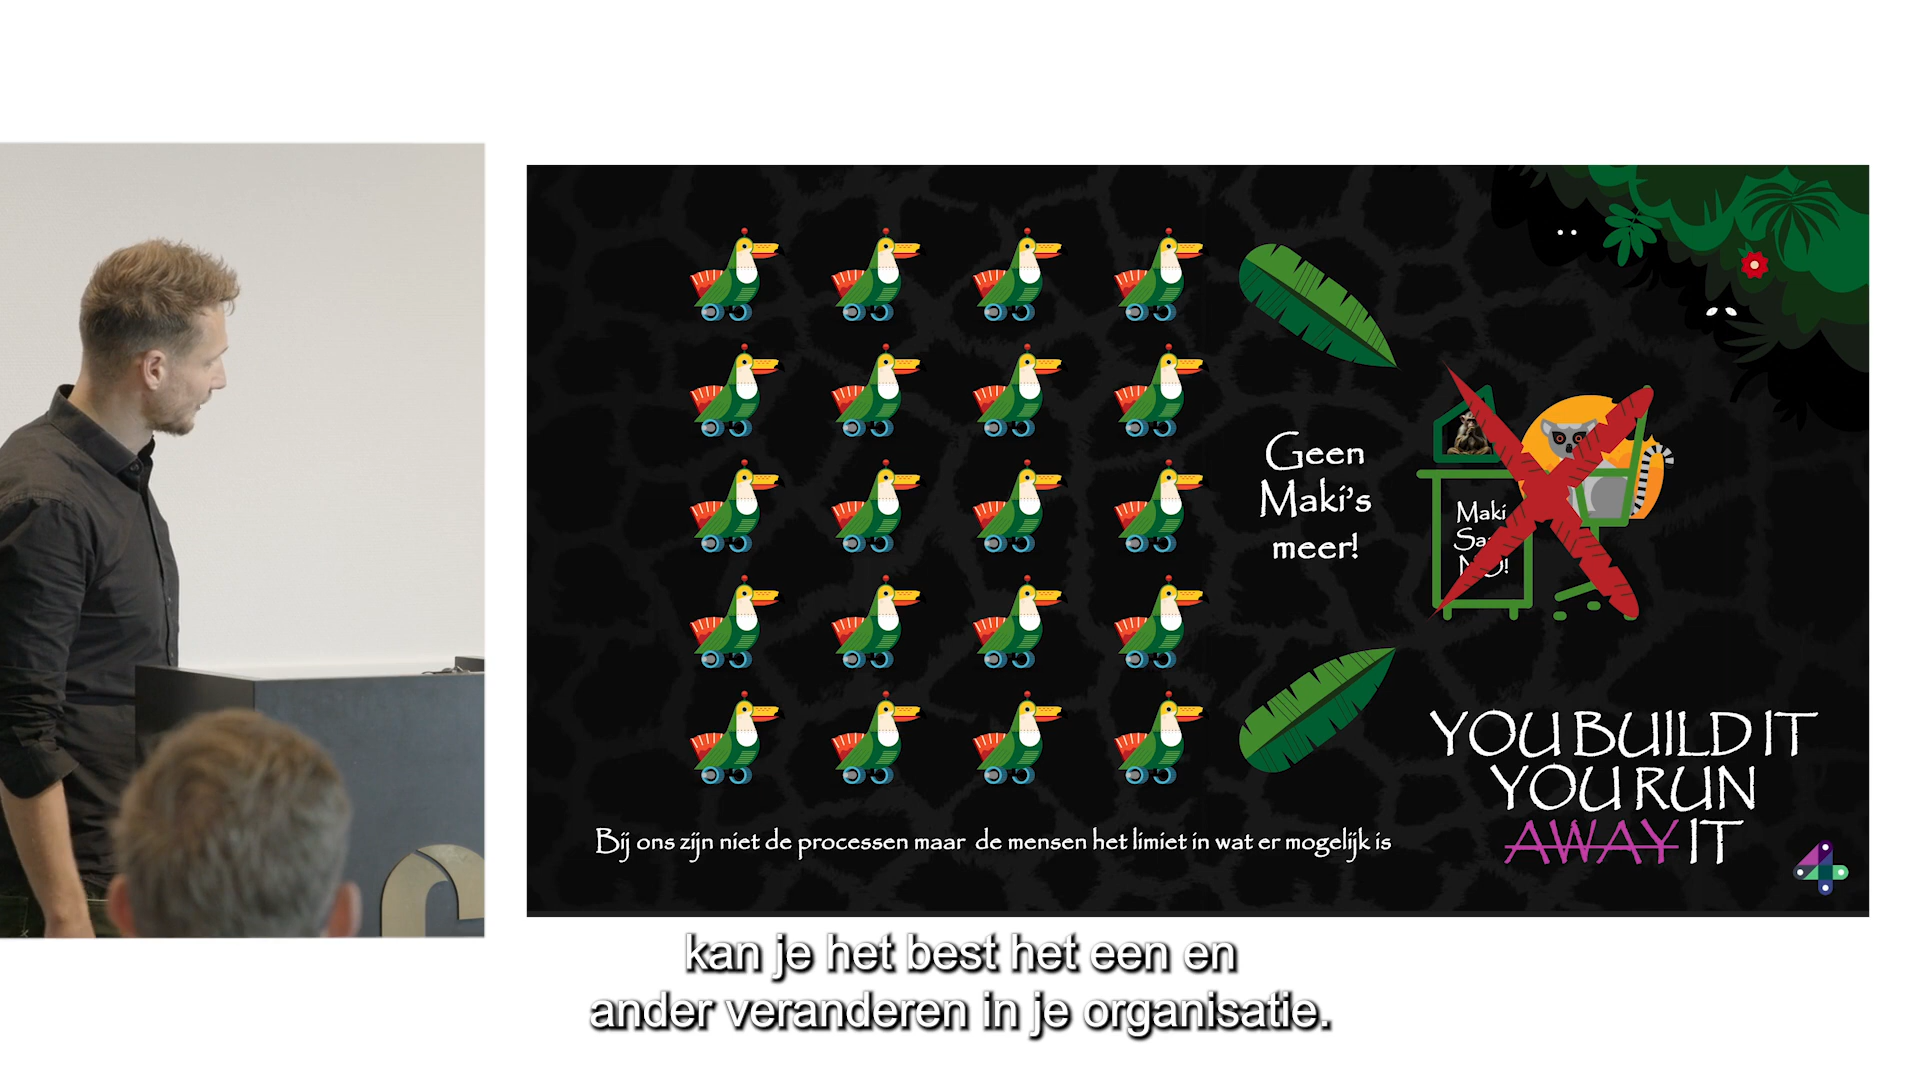 Geen
Maki's
meer!
Maki
NO!
YOU BUILD IT
YOU RUN
AWAY IT
Bij ons zijn niet de processen maar de mensen het limiet in wat er mogelijk is
kan je het best het een en
ander veranderen in je organisatie.